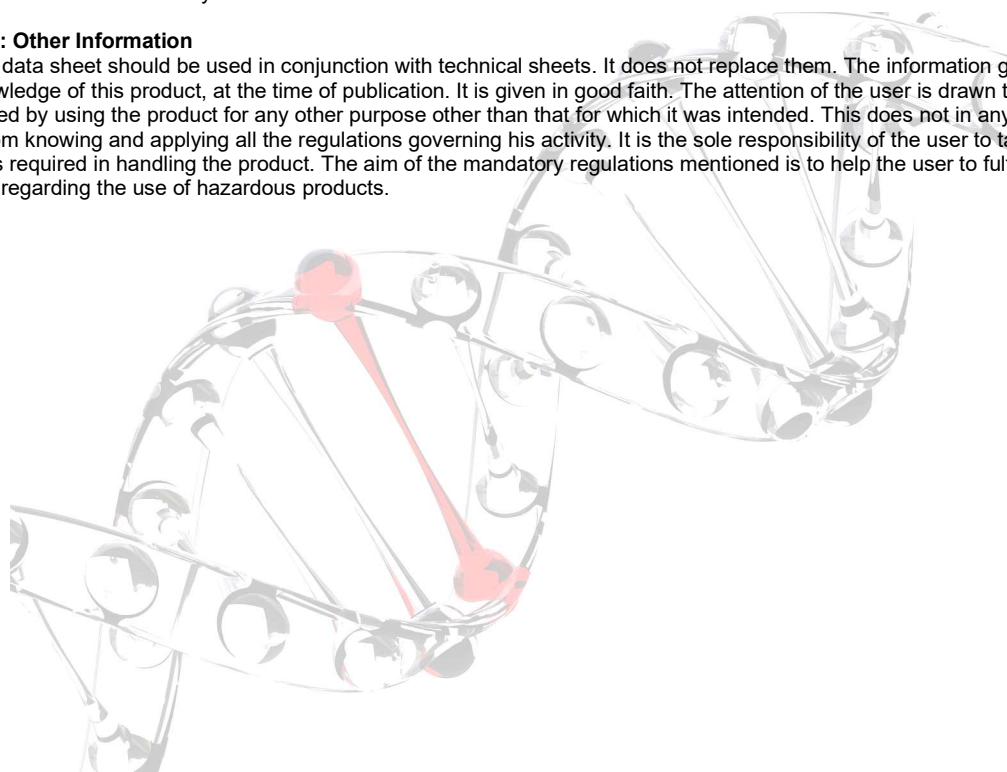 : Other Information
data sheet should be used in conjunction with technical sheets. It does not replace them. The information
of this product, at the time of publication. It is given in good faith. The attention of the user is drawn
by using the product for any other purpose other than that for which it was intended. This does not in any
knowing and applying all the regulations governing his activity. It is the sole responsibility of the user to
required in handling the product. The aim of the mandatory regulations mentioned is to help the user to
regarding the use of hazardous products.